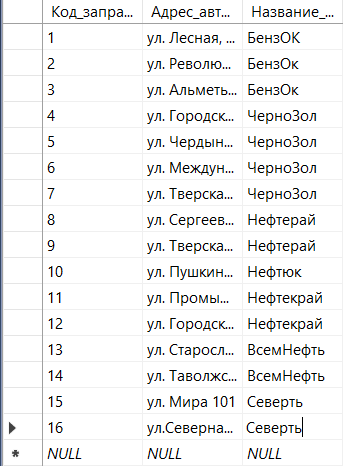 Код_запра... Адрес_авт... Название_...
1 ул. Лесная, ... БензОК
2 ул. Револю... БензОк
3 ул. Альметь... БензОк
4 ул. Городск... ЧерноЗол
5 ул. Чердын... ЧерноЗол
6 ул. Междун... ЧерноЗол
7 ул. Тверска... ЧерноЗол
8 ул. Сергеев... Нефтерай
9 ул. Тверска... Нефтерай
10 ул. Пушкин... Нефтюк
11 ул. Промы... Нефтекрай
12 ул. Городск... Нефтекрай
13 ул. Старосл... ВсемНефть
14 ул. Таволжс... ВсемНефть
15 ул. Мира 101 Северть
16 ул.Северна... Северть
* NULL NULL NULL